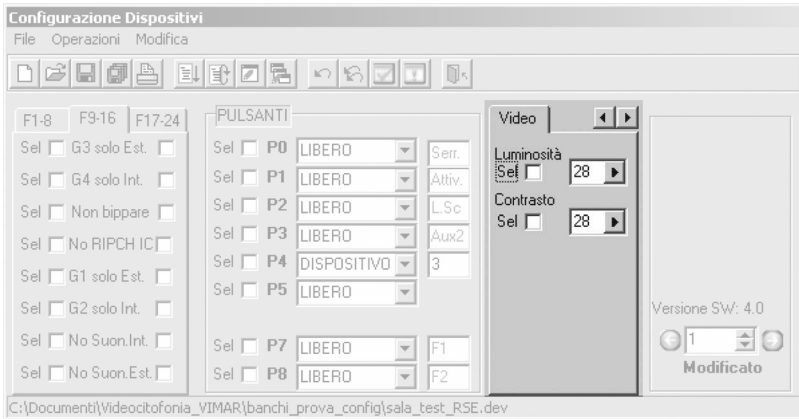 Configurazione Dispositivi
File Operazioni Modifica
F1-8 F9-16 F17-24
Sel G3 solo Est.
Sel G4 solo Int.
Sel Non bippare
Sel No RIPCH IC
Sel G1 solo Est.
Sel G2 solo Int.
Sel No Suon.Int.
Sel No Suon.Est.
PULSANTI
Sel P0 LIBERO Serr.
Sel P1 LIBERO Attiv.
Sel P2 LIBERO L.Sc
Sel P3 LIBERO Aux2
Sel P4 DISPOSITIVO 3
Sel P5 LIBERO
Sel P7 LIBERO F1
Sel P8 LIBERO F2
Video
Luminosità
Sel 28
Contrasto
Sel 28
Versione SW: 4.0
1
Modificato
C:\Documenti\Videocitofonia_VIMAR\banchi_prova_config\sala_test_RSE.dev